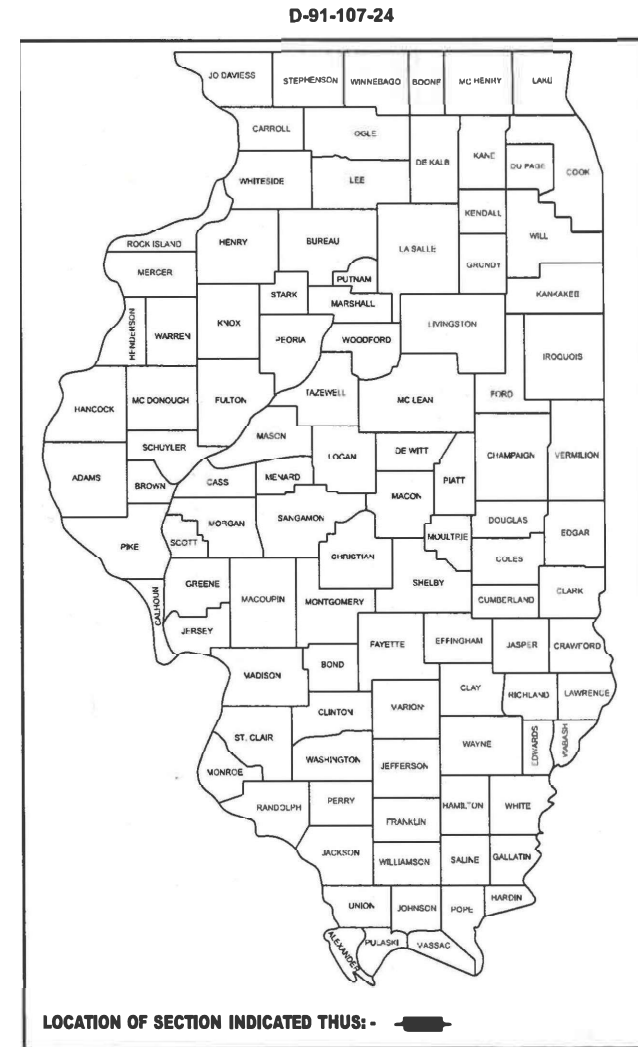 D-91-107-24
JO DAVIESS STEPHENSON WINNEBAGO BOONE MC HENRY LAKE
CARROLL OGLE
DE KALB KANE DU PAGE COOK
WHITESIDE LEE
KENDALL
ROCK ISLAND HENRY BUREAU LA SALLE WILL
MERCER GRUNDY
PUTNAM
STARK MARSHALL KANKAKEE
HENDERSON WARREN KNOX PEORIA WOODFORD LIVINGSTON
IROQUOIS
HANCOCK MC DONOUGH FULTON TAZEWELL MC LEAN FORD
SCHUYLER MASON LOGAN DE WITT CHAMPAIGN VERMILION
ADAMS BROWN CASS MENARD MACON PIATT
PIKE SCOTT MORGAN SANGAMON MOULTRIE DOUGLAS EDGAR
CHRISTIAN COLES
CALHOUN GREENE MACOUPIN MONTGOMERY SHELBY CUMBERLAND CLARK
JERSEY
FAYETTE EFFINGHAM JASPER CRAWFORD
MADISON BOND
CLINTON MARION CLAY RICHLAND LAWRENCE
ST. CLAIR WAYNE EDWARDS WABASH
MONROE WASHINGTON JEFFERSON
RANDOLPH PERRY HAMILTON WHITE
FRANKLIN
JACKSON WILLIAMSON SALINE GALLATIN
UNION JOHNSON POPE HARDIN
ALEXANDER PULASKI MASSAC
LOCATION OF SECTION INDICATED THUS: -